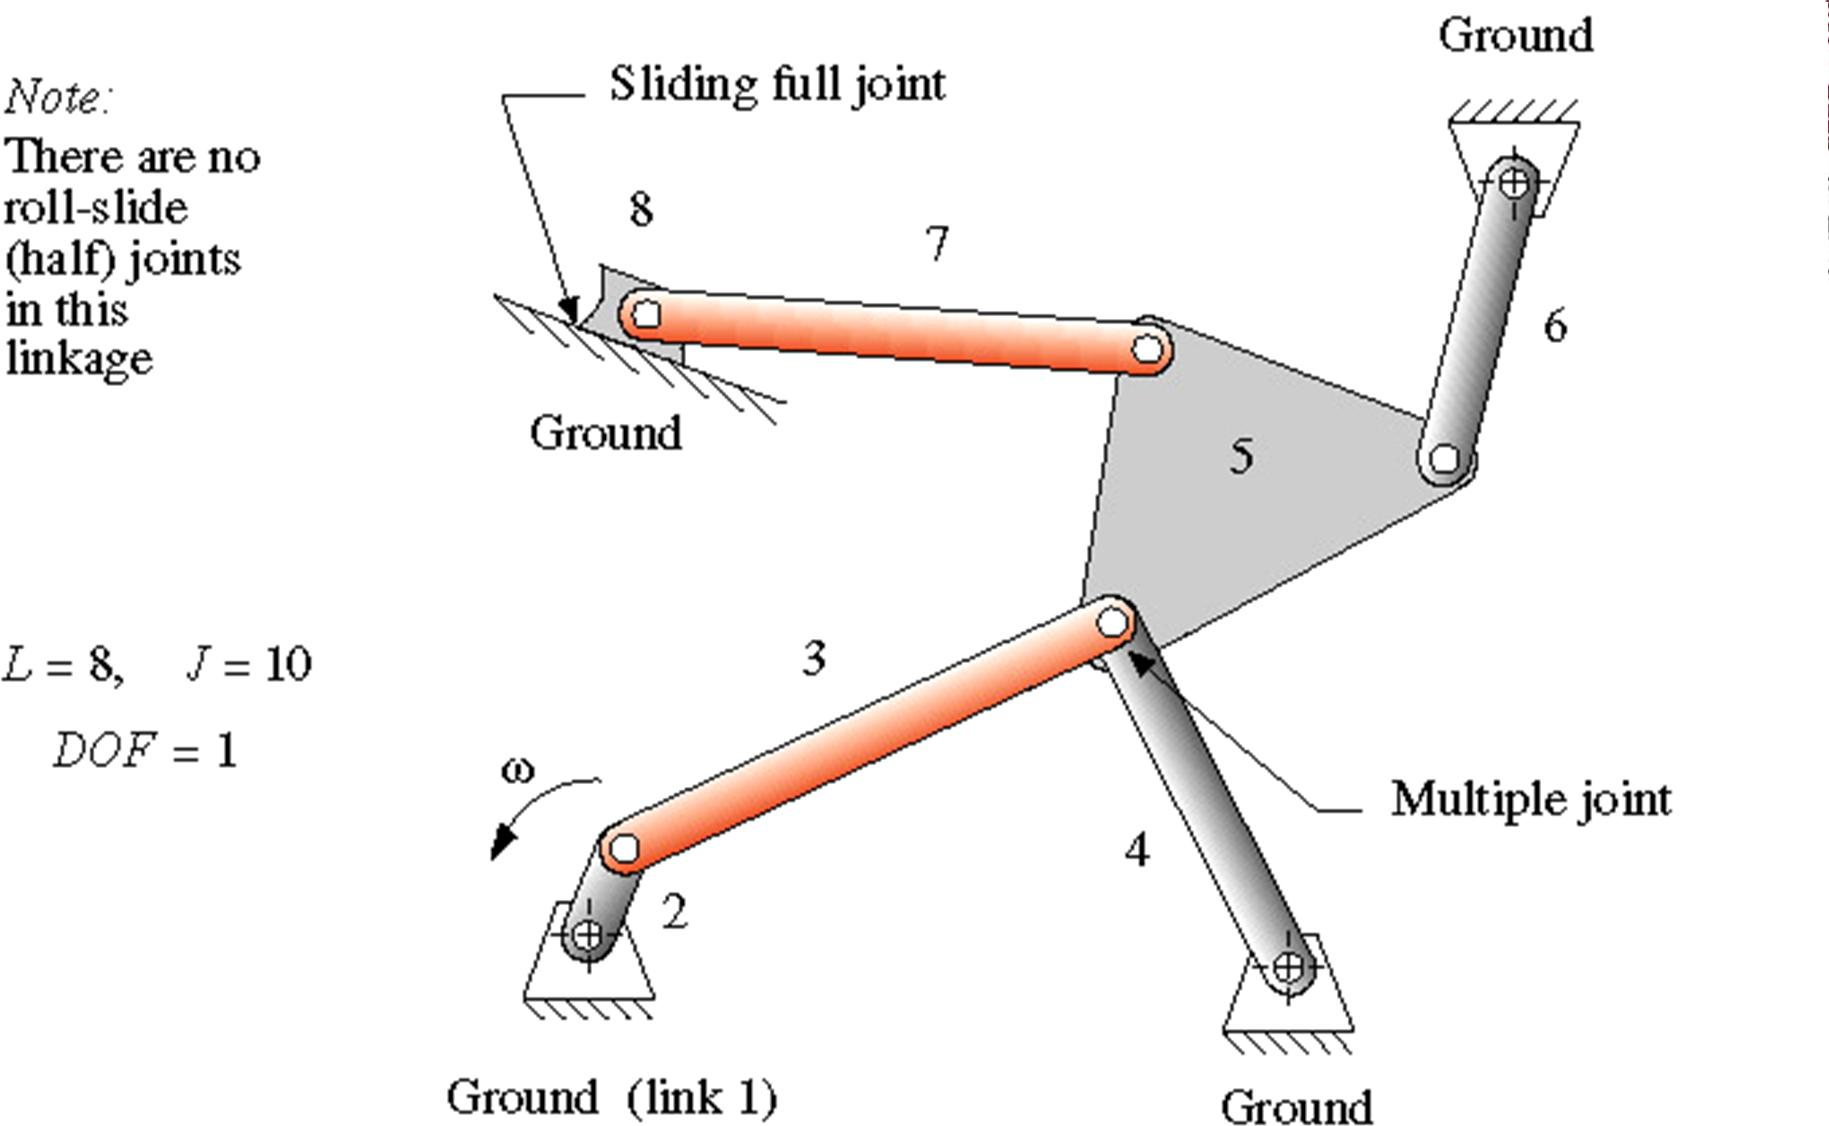 Ground
Sliding full joint
Note:
There are no
roll-slide
(half) joints
in this
linkage
8
7
6
Ground
5
3
L = 8, J = 10
DOF = 1
ω
Multiple joint
4
2
Ground (link 1)
Ground